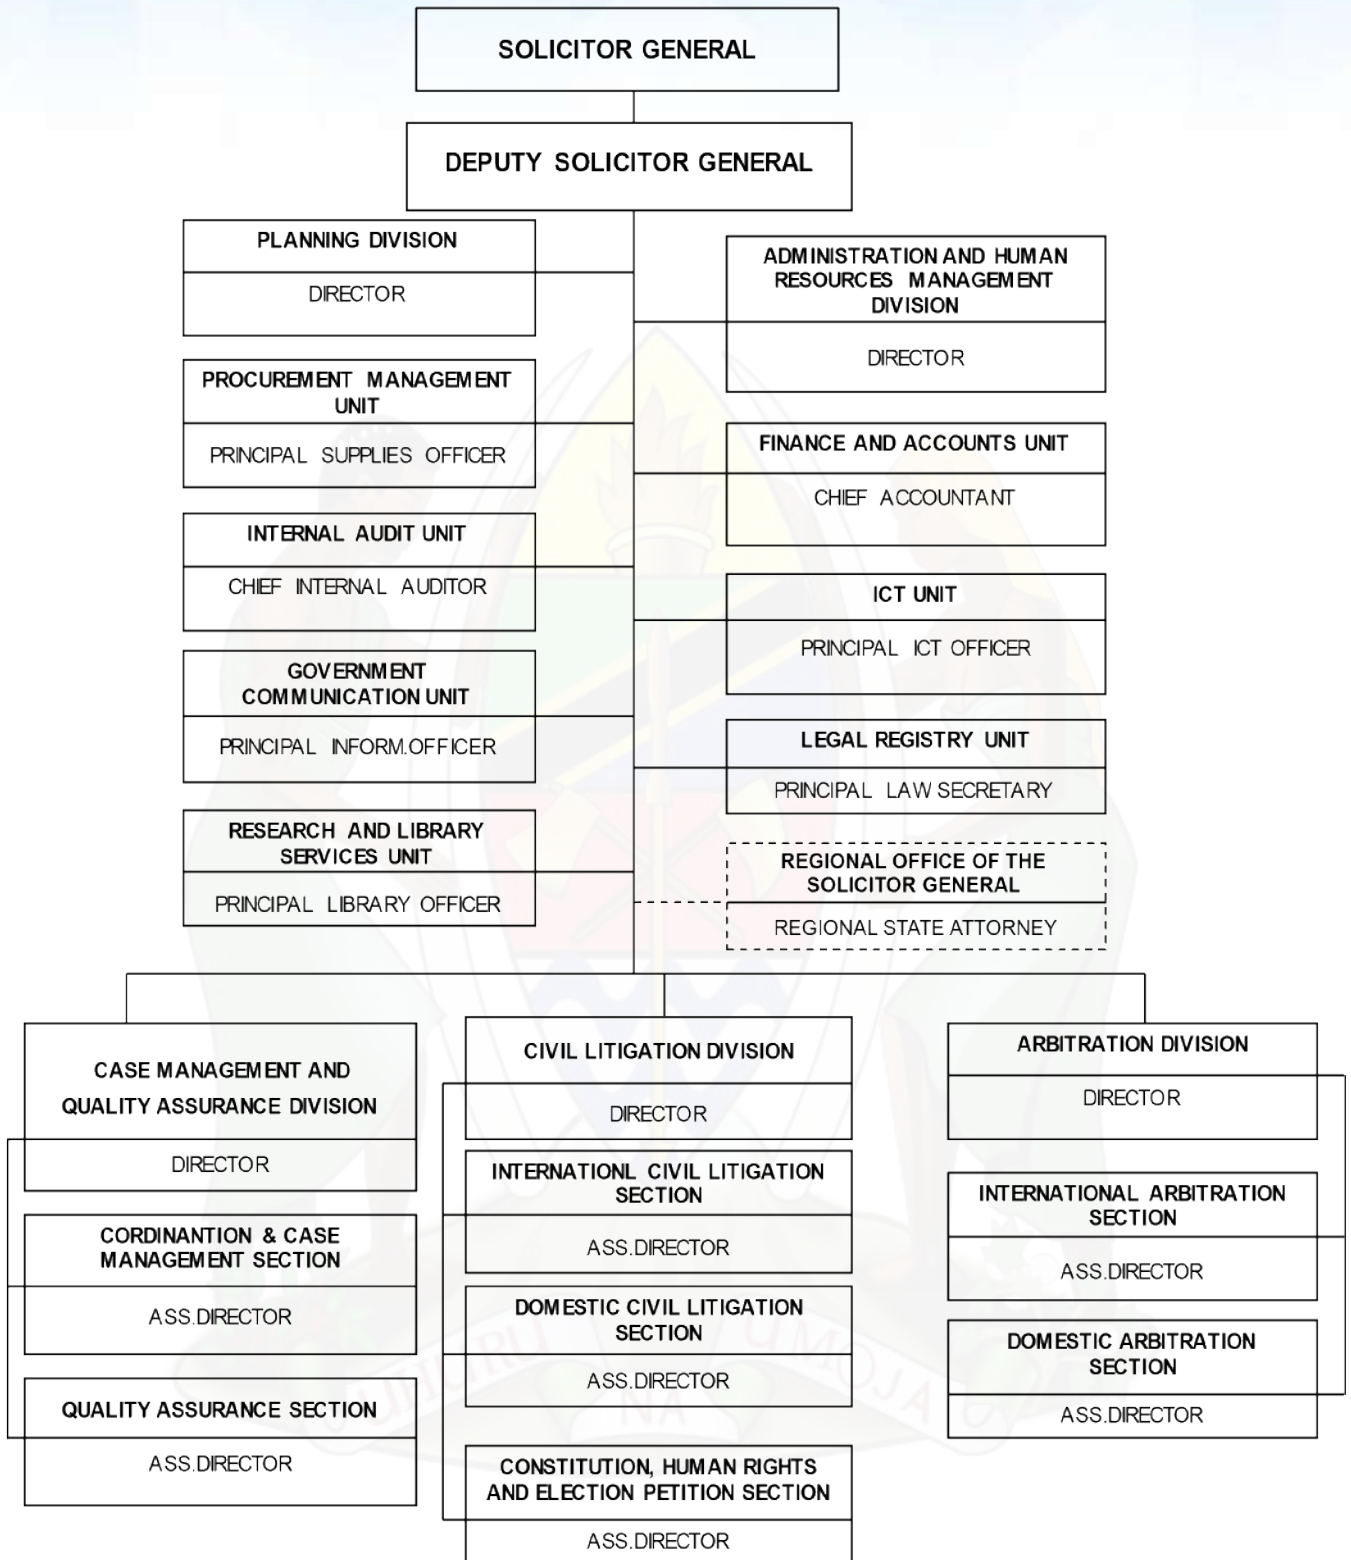 SOLICITOR GENERAL
DEPUTY SOLICITOR GENERAL
PLANNING DIVISION
DIRECTOR
ADMINISTRATION AND HUMAN
RESOURCES MANAGEMENT
DIVISION
DIRECTOR
PROCUREMENT MANAGEMENT
UNIT
PRINCIPAL SUPPLIES OFFICER
FINANCE AND ACCOUNTS UNIT
CHIEF ACCOUNTANT
INTERNAL AUDIT UNIT
CHIEF INTERNAL AUDITOR
ICT UNIT
PRINCIPAL ICT OFFICER
GOVERNMENT
COMMUNICATION UNIT
PRINCIPAL INFORM.OFFICER
LEGAL REGISTRY UNIT
PRINCIPAL LAW SECRETARY
RESEARCH AND LIBRARY
SERVICES UNIT
PRINCIPAL LIBRARY OFFICER
REGIONAL OFFICE OF THE
SOLICITOR GENERAL
REGIONAL STATE ATTORNEY
CASE MANAGEMENT AND
QUALITY ASSURANCE DIVISION
DIRECTOR
CORDINANTION & CASE
MANAGEMENT SECTION
ASS.DIRECTOR
QUALITY ASSURANCE SECTION
ASS.DIRECTOR
CIVIL LITIGATION DIVISION
DIRECTOR
INTERNATIONL CIVIL LITIGATION
SECTION
ASS.DIRECTOR
DOMESTIC CIVIL LITIGATION
SECTION
ASS.DIRECTOR
CONSTITUTION, HUMAN RIGHTS
AND ELECTION PETITION SECTION
ASS.DIRECTOR
ARBITRATION DIVISION
DIRECTOR
INTERNATIONAL ARBITRATION
SECTION
ASS.DIRECTOR
DOMESTIC ARBITRATION
SECTION
ASS.DIRECTOR
UHURU NA UMOJA